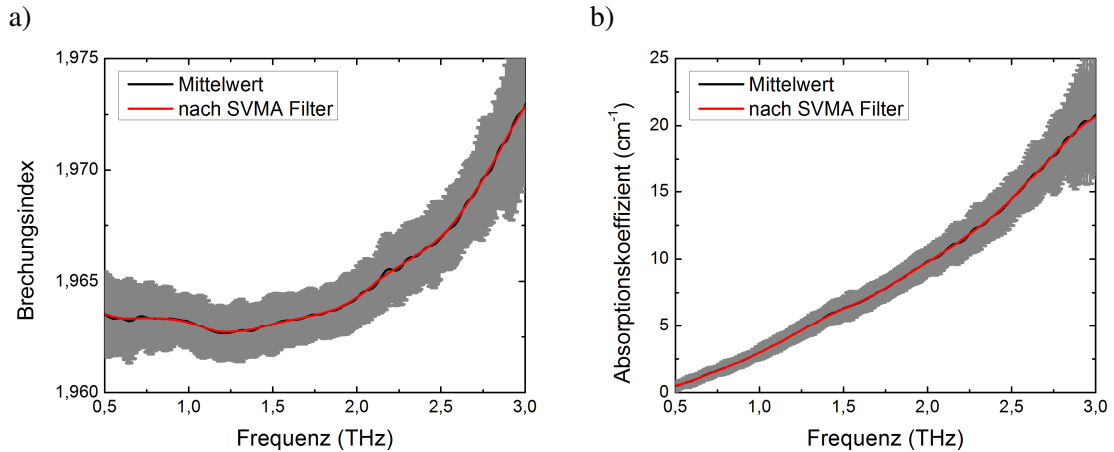 a)
1,975
1,970
1,965
1,960
Brechungsindex
Mittelwert
nach SVMA Filter
0,5
1,0
1,5
2,0
2,5
3,0
Frequenz (THz)
b)
25
20
15
10
5
0
Absorptionskoeffizient (cm⁻¹)
Mittelwert
nach SVMA Filter
0,5
1,0
1,5
2,0
2,5
3,0
Frequenz (THz)